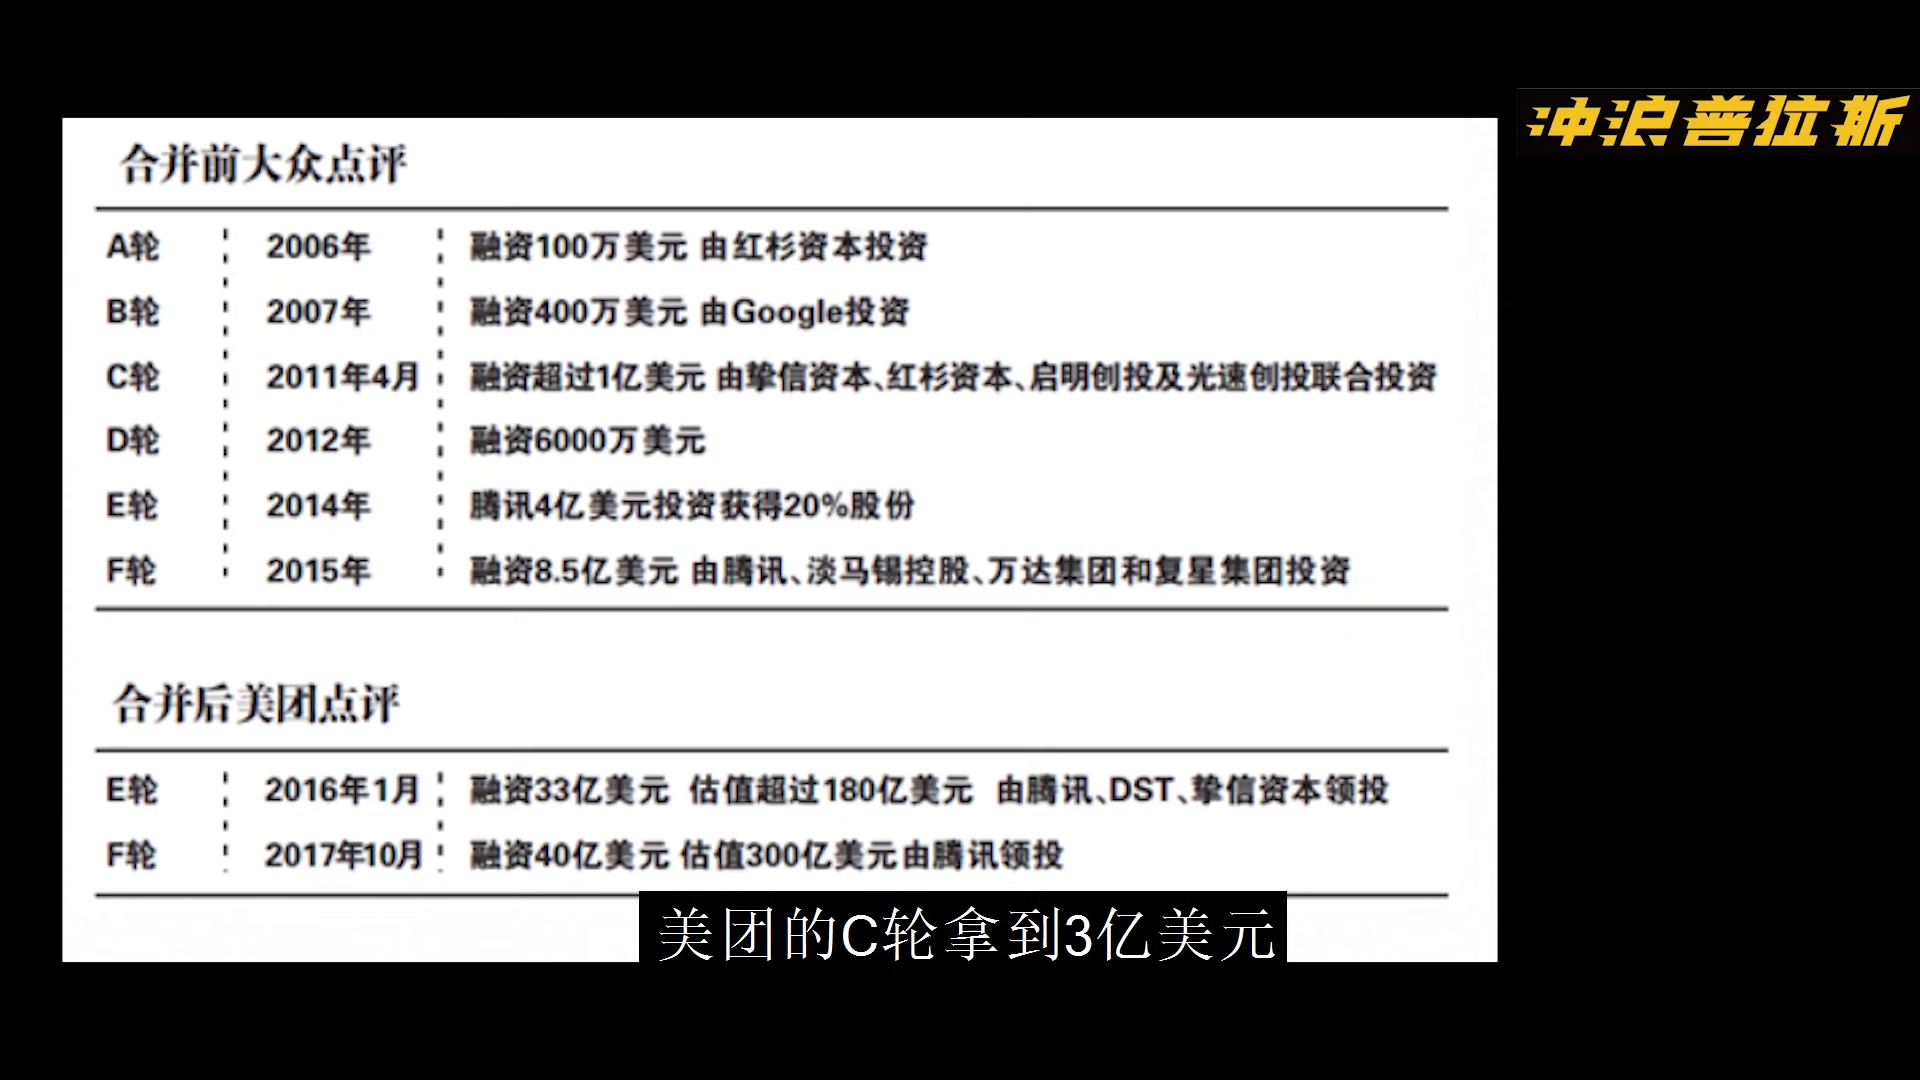 冲浪普拉斯
合并前大众点评
A轮 2006年 融资100万美元 由红杉资本投资
B轮 2007年 融资400万美元 由Google投资
C轮 2011年4月 融资超过1亿美元 由挚信资本、红杉资本、启明创投及光速创投联合投资
D轮 2012年 融资6000万美元
E轮 2014年 腾讯4亿美元投资获得20%股份
F轮 2015年 融资8.5亿美元 由腾讯、淡马锡控股、万达集团和复星集团投资
合并后美团点评
E轮 2016年1月 融资33亿美元 估值超过180亿美元 由腾讯、DST、挚信资本领投
F轮 2017年10月 融资40亿美元 估值300亿美元由腾讯领投
美团的C轮拿到3亿美元